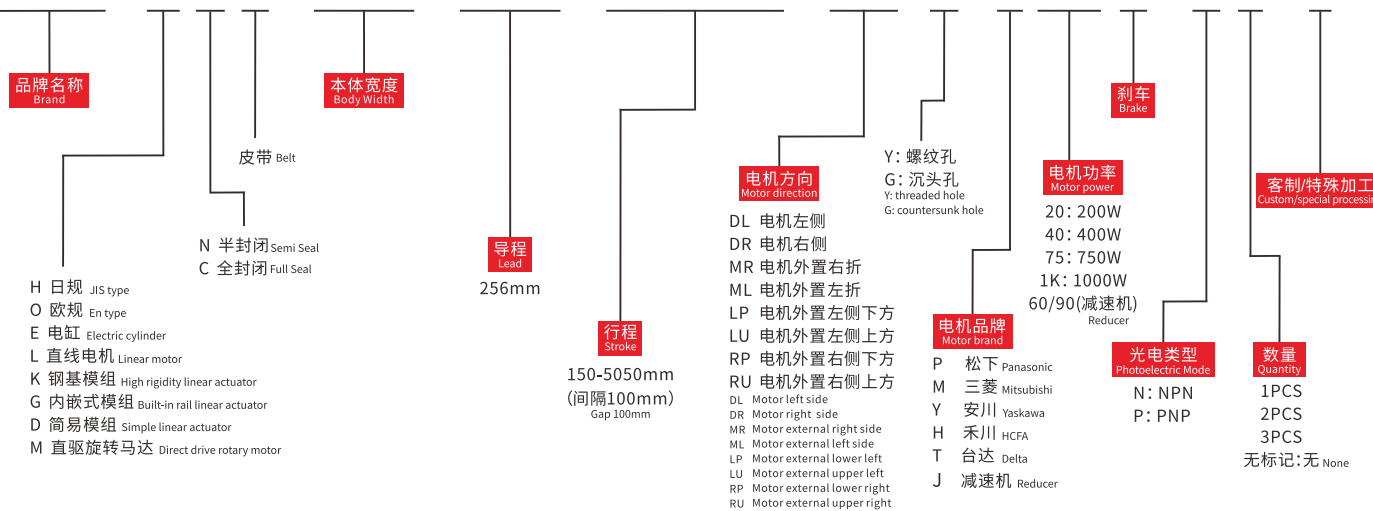 品牌名称
Brand
H 日规 JIS type
O 欧规 En type
E 电缸 Electric cylinder
L 直线电机 Linear motor
K 钢基模组 High rigidity linear actuator
G 内嵌式模组 Built-in rail linear actuator
D 简易模组 Simple linear actuator
M 直驱旋转马达 Direct drive rotary motor
N 半封闭 Semi Seal
C 全封闭 Full Seal
皮带 Belt
本体宽度
Body Width
导程
Lead
256mm
行程
Stroke
150-5050mm
(间隔100mm)
Gap 100mm
电机方向
Motor direction
DL 电机左侧
DR 电机右侧
MR 电机外置右折
ML 电机外置左折
LP 电机外置左侧下方
LU 电机外置左侧上方
RP 电机外置右侧下方
RU 电机外置右侧上方
DL Motor left side
DR Motor right side
MR Motor external right side
ML Motor external left side
LP Motor external lower left
LU Motor external upper left
RP Motor external lower right
RU Motor external upper right
Y: 螺纹孔
G: 沉头孔
Y: threaded hole
G: countersunk hole
电机品牌
Motor brand
P 松下 Panasonic
M 三菱 Mitsubishi
Y 安川 Yaskawa
H 禾川 HCFA
T 台达 Delta
J 减速机 Reducer
电机功率
Motor power
20: 200W
40: 400W
75: 750W
1K: 1000W
60/90(减速机)
Reducer
刹车
Brake
光电类型
Photoelectric Mode
N: NPN
P: PNP
数量
Quantity
1PCS
2PCS
3PCS
无标记:无 None
客制/特殊加工
Custom/special processin